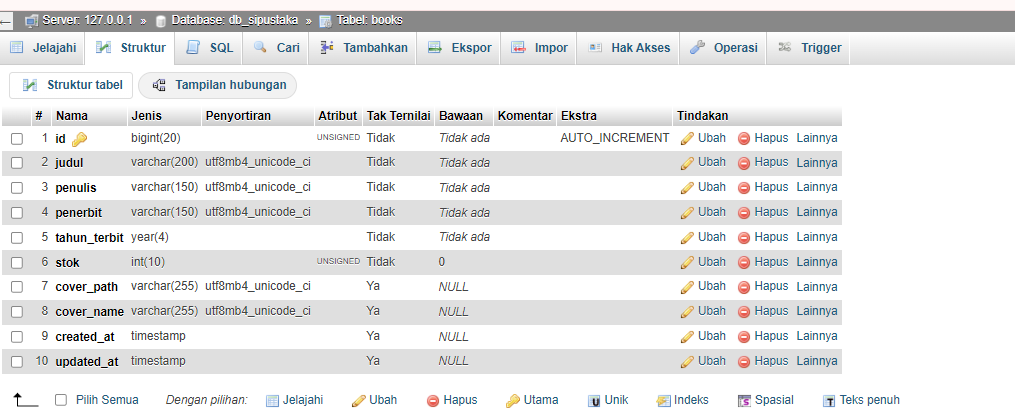 Server: 127.0.0.1 » Database: db_sipustaka » Tabel: books
Jelajahi Struktur SQL Cari Tambahkan Ekspor Impor Hak Akses Operasi Trigger
Struktur tabel Tampilan hubungan
# Nama Jenis Penyortiran Atribut Tak Ternilai Bawaan Komentar Ekstra Tindakan
1 id bigint(20) UNSIGNED Tidak Tidak ada AUTO_INCREMENT Ubah Hapus Lainnya
2 judul varchar(200) utf8mb4_unicode_ci Tidak Tidak ada Ubah Hapus Lainnya
3 penulis varchar(150) utf8mb4_unicode_ci Tidak Tidak ada Ubah Hapus Lainnya
4 penerbit varchar(150) utf8mb4_unicode_ci Tidak Tidak ada Ubah Hapus Lainnya
5 tahun_terbit year(4) Tidak Tidak ada Ubah Hapus Lainnya
6 stok int(10) UNSIGNED Tidak 0 Ubah Hapus Lainnya
7 cover_path varchar(255) utf8mb4_unicode_ci Ya NULL Ubah Hapus Lainnya
8 cover_name varchar(255) utf8mb4_unicode_ci Ya NULL Ubah Hapus Lainnya
9 created_at timestamp Ya NULL Ubah Hapus Lainnya
10 updated_at timestamp Ya NULL Ubah Hapus Lainnya
Pilih Semua Dengan pilihan: Jelajahi Ubah Hapus Utama Unik Indeks Spasial Teks penuh